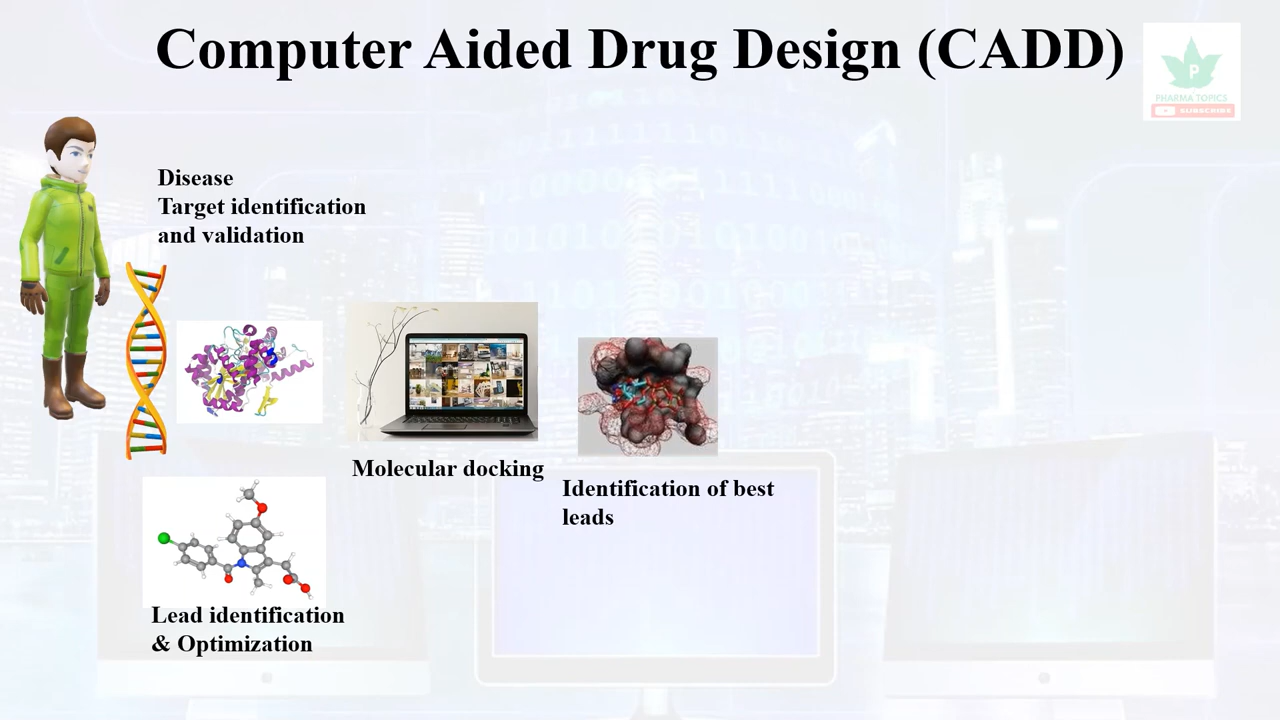 Computer Aided Drug Design (CADD)
P
PHARMA TOPICS
SUBSCRIBE
Disease
Target identification
and validation
Molecular docking
Identification of best
leads
Lead identification
& Optimization